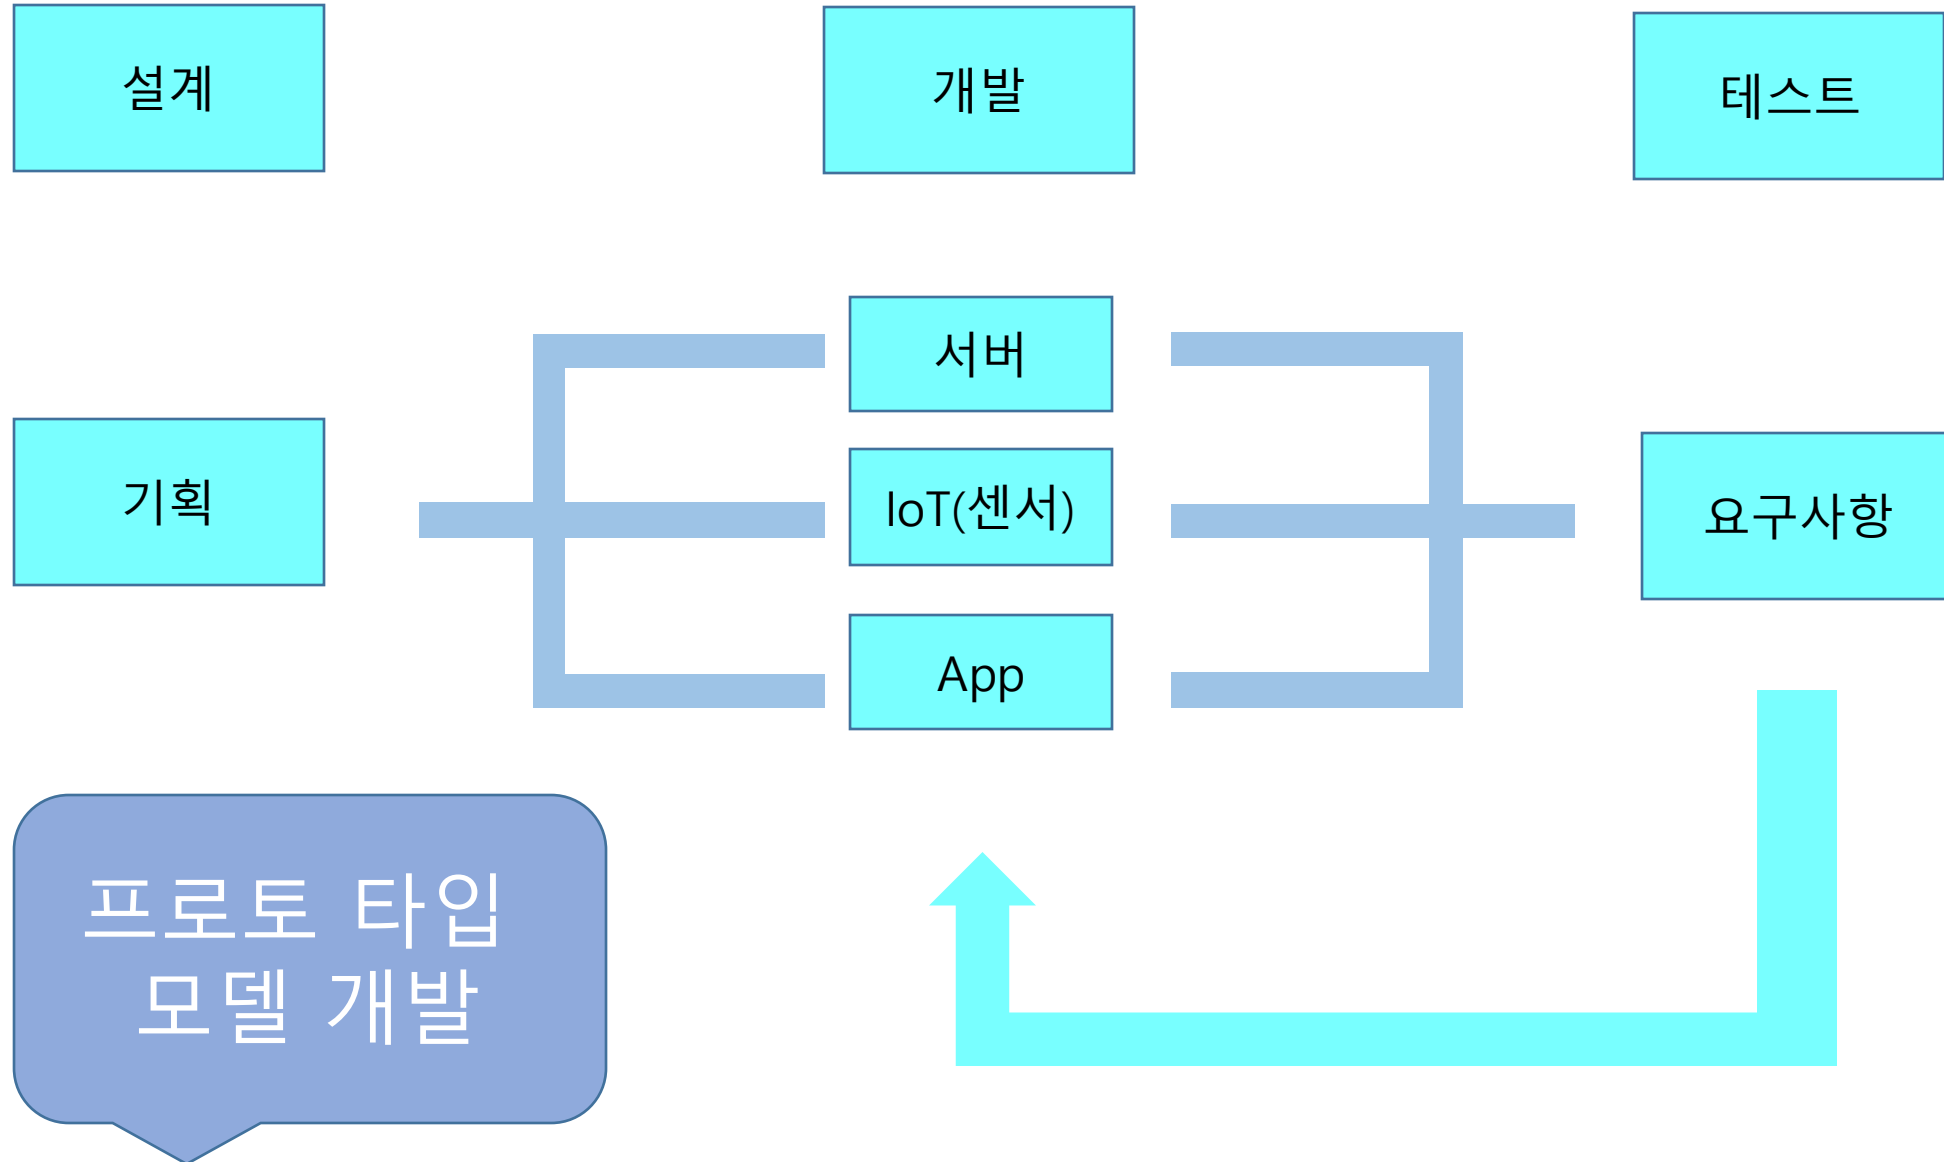 설계
개발
테스트
서버
기획
IoT(센서)
요구사항
App
프로토 타입
모델 개발